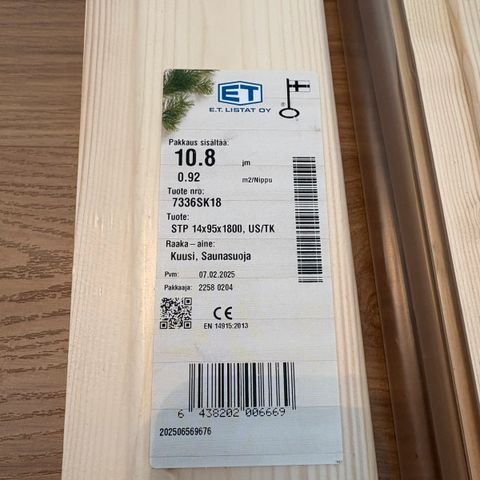 ET
E.T. LISTAT OY
Pakkaus sisältää:
10.8 jm
0.92 m2/Nippu
Tuote nro:
7336SK18
Tuote:
STP 14x95x1800, US/TK
Raaka – aine:
Kuusi, Saunasuoja
Pvm: 07.02.2025
Pakkaaja: 2258 0204
CE
EN 14915:2013
6 438202 006669
202506569676